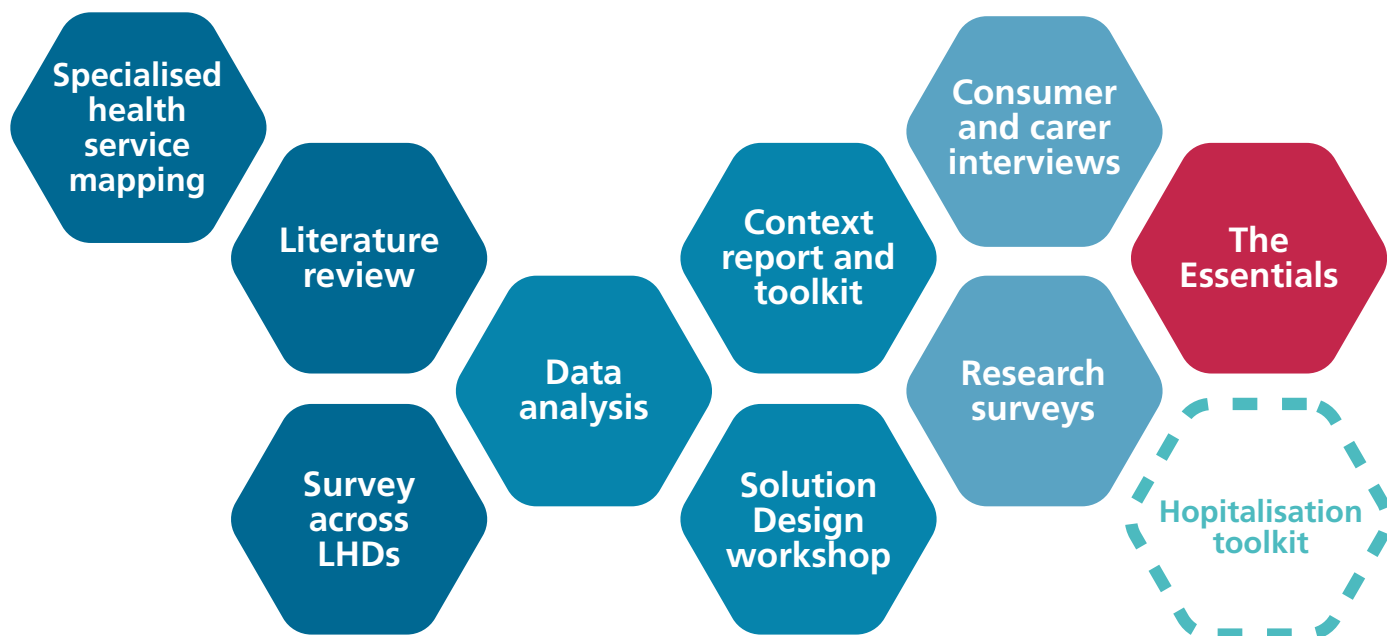 Specialised
health
service
mapping
Literature
review
Survey
across
LHDs
Data
analysis
Context
report and
toolkit
Solution
Design
workshop
Consumer
and carer
interviews
Research
surveys
The
Essentials
Hopitalisation
toolkit